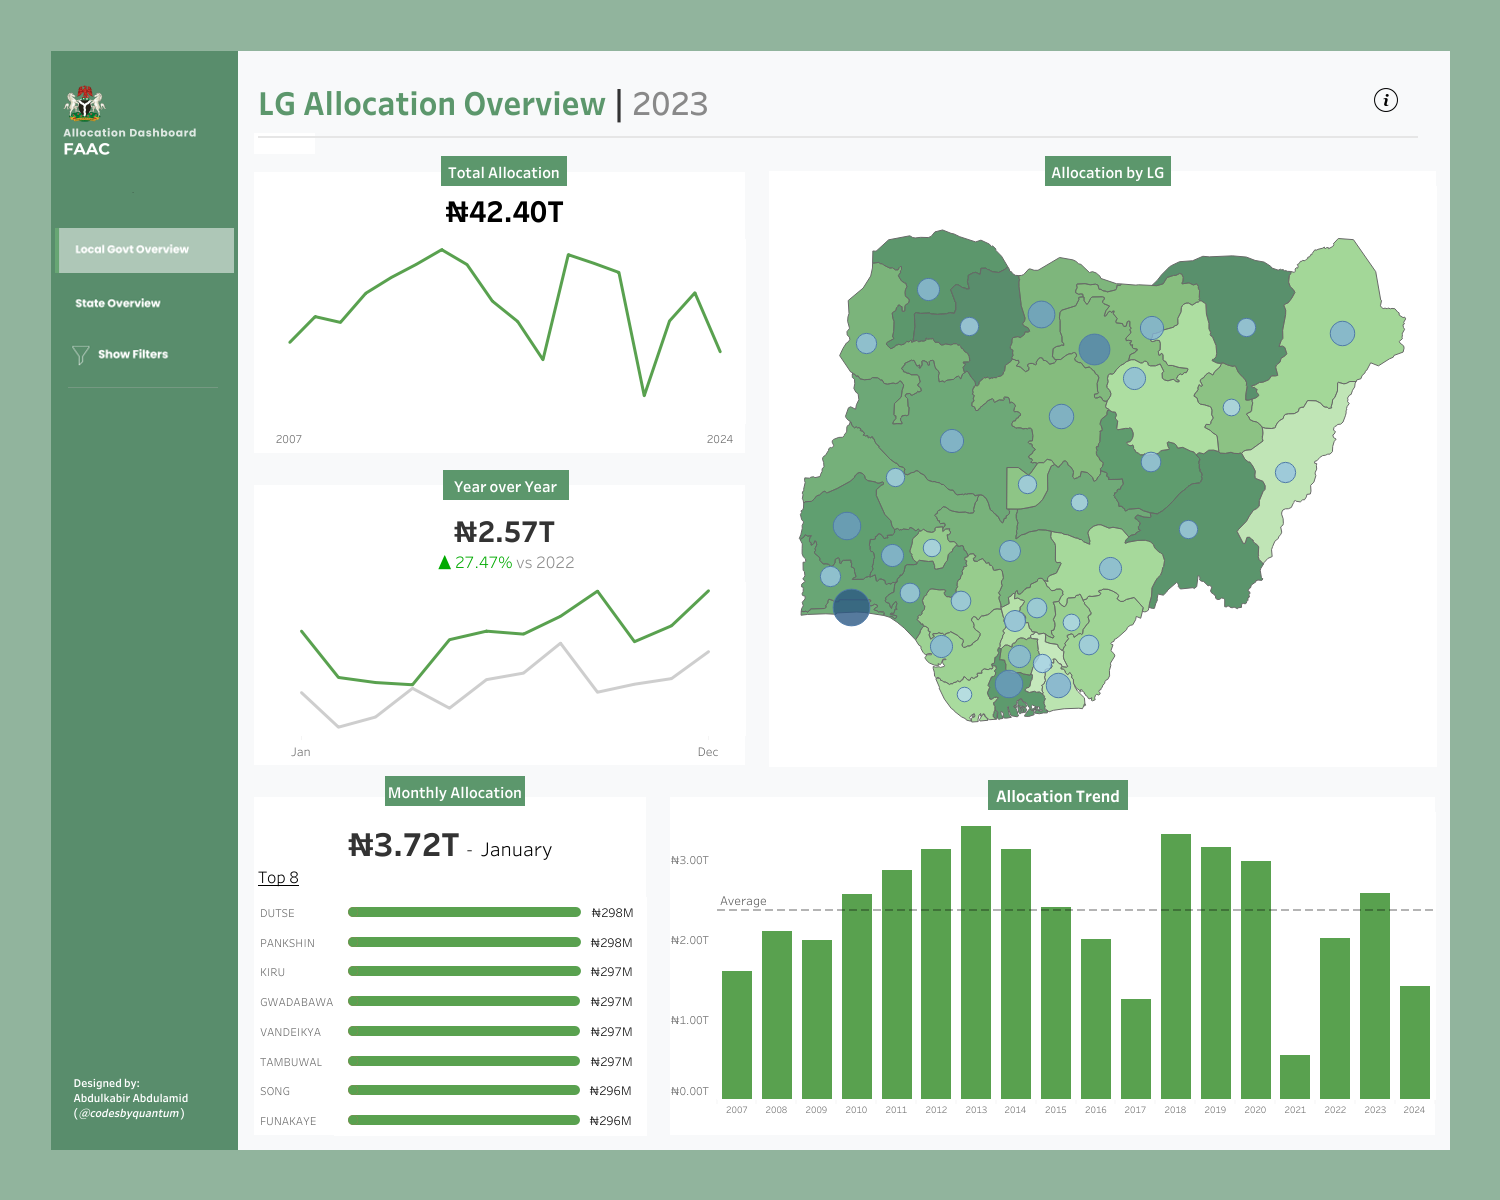 Allocation Dashboard
FAAC
Local Govt Overview
State Overview
Show Filters
Designed by:
Abdulkabir Abdulamid
(@codesbyquantum)
LG Allocation Overview | 2023
i
Total Allocation
₦42.40T
2007
2024
Year over Year
₦2.57T
▲ 27.47% vs 2022
Jan
Dec
Allocation by LG
Monthly Allocation
₦3.72T - January
Top 8
DUTSE ₦298M
PANKSHIN ₦298M
KIRU ₦297M
GWADABAWA ₦297M
VANDEIKYA ₦297M
TAMBUWAL ₦297M
SONG ₦296M
FUNAKAYE ₦296M
Allocation Trend
₦3.00T
Average
₦2.00T
₦1.00T
₦0.00T
2007 2008 2009 2010 2011 2012 2013 2014 2015 2016 2017 2018 2019 2020 2021 2022 2023 2024